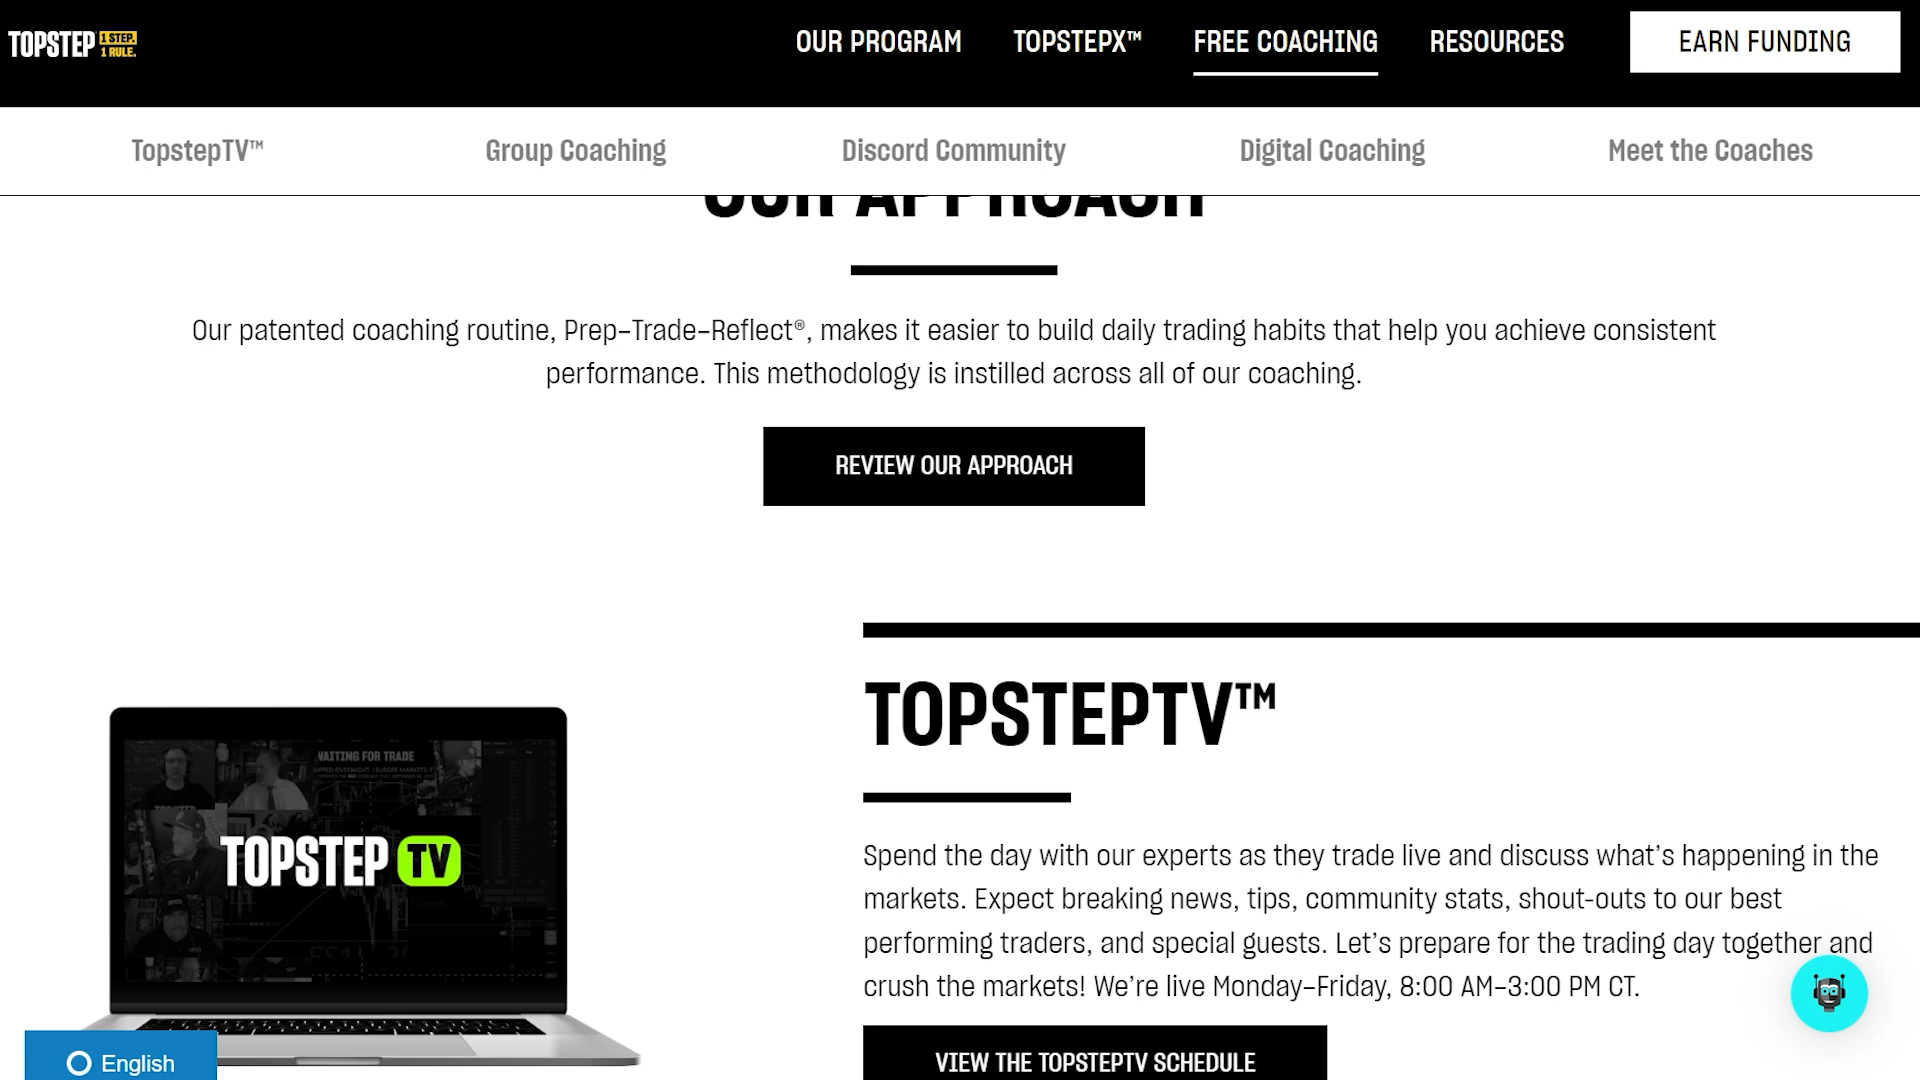 TOPSTEP 1 STEP. 1 RULE.
OUR PROGRAM
TOPSTEPX™
FREE COACHING
RESOURCES
EARN FUNDING
TopstepTV™
Group Coaching
Discord Community
Digital Coaching
Meet the Coaches
OUR APPROACH
Our patented coaching routine, Prep–Trade–Reflect®, makes it easier to build daily trading habits that help you achieve consistent
performance. This methodology is instilled across all of our coaching.
REVIEW OUR APPROACH
WAITING FOR TRADE
TOPSTEP TV
TOPSTEPTV™
Spend the day with our experts as they trade live and discuss what’s happening in the
markets. Expect breaking news, tips, community stats, shout-outs to our best
performing traders, and special guests. Let’s prepare for the trading day together and
crush the markets! We’re live Monday–Friday, 8:00 AM–3:00 PM CT.
VIEW THE TOPSTEPTV SCHEDULE
English